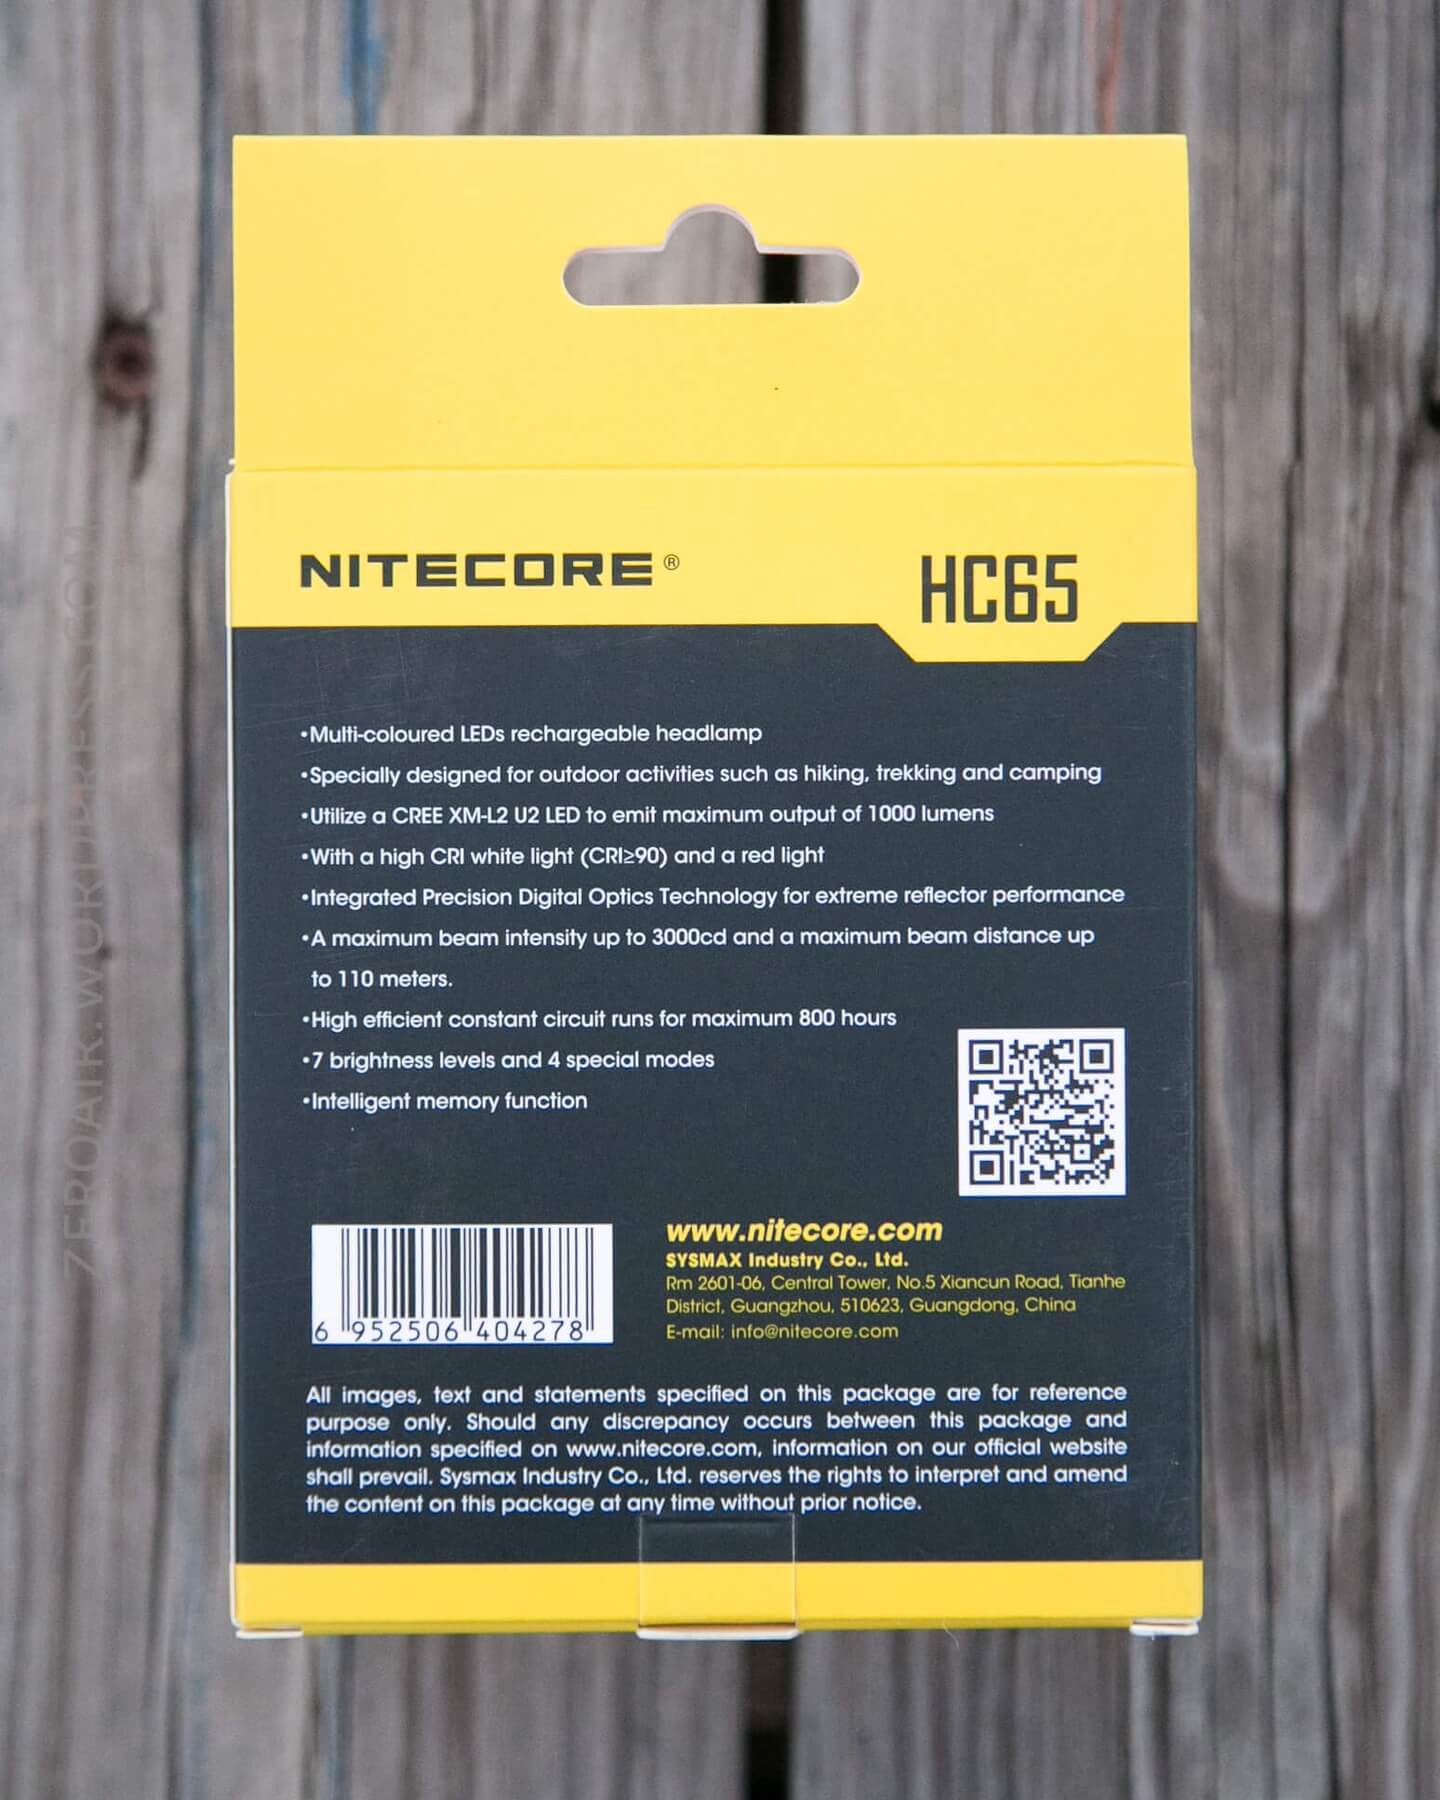 NITECORE®
HC65
•Multi-coloured LEDs rechargeable headlamp
•Specially designed for outdoor activities such as hiking, trekking and camping
•Utilize a CREE XM-L2 U2 LED to emit maximum output of 1000 lumens
•With a high CRI white light (CRI≥90) and a red light
•Integrated Precision Digital Optics Technology for extreme reflector performance
•A maximum beam intensity up to 3000cd and a maximum beam distance up
to 110 meters.
•High efficient constant circuit runs for maximum 800 hours
•7 brightness levels and 4 special modes
•Intelligent memory function
6 952506 404278
www.nitecore.com
SYSMAX Industry Co., Ltd.
Rm 2601-06, Central Tower, No.5 Xiancun Road, Tianhe
District, Guangzhou, 510623, Guangdong, China
E-mail: info@nitecore.com
All images, text and statements specified on this package are for reference
purpose only. Should any discrepancy occurs between this package and
information specified on www.nitecore.com, information on our official website
shall prevail. Sysmax Industry Co., Ltd. reserves the rights to interpret and amend
the content on this package at any time without prior notice.
ZEROAIR.WORDPRESS.COM